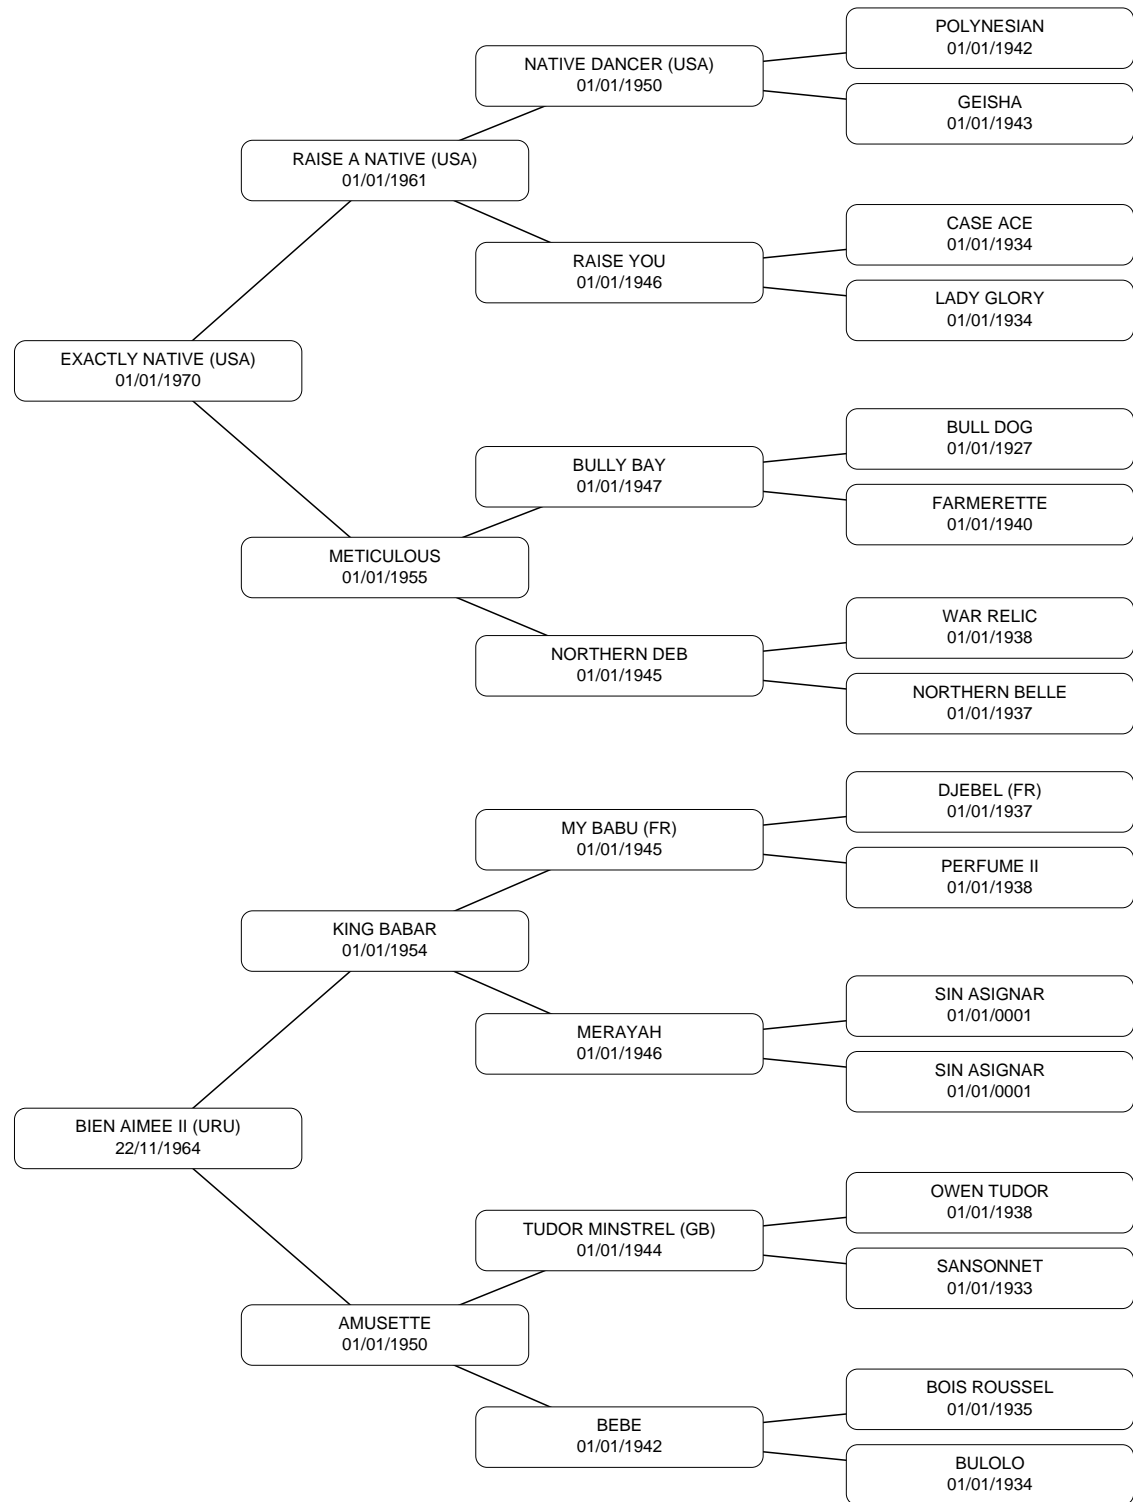 POLYNESIAN
01/01/1942
NATIVE DANCER (USA)
01/01/1950
GEISHA
01/01/1943
RAISE A NATIVE (USA)
01/01/1961
CASE ACE
01/01/1934
RAISE YOU
01/01/1946
LADY GLORY
01/01/1934
EXACTLY NATIVE (USA)
01/01/1970
BULL DOG
01/01/1927
BULLY BAY
01/01/1947
FARMERETTE
01/01/1940
METICULOUS
01/01/1955
WAR RELIC
01/01/1938
NORTHERN DEB
01/01/1945
NORTHERN BELLE
01/01/1937
DJEBEL (FR)
01/01/1937
MY BABU (FR)
01/01/1945
PERFUME II
01/01/1938
KING BABAR
01/01/1954
SIN ASIGNAR
01/01/0001
MERAYAH
01/01/1946
SIN ASIGNAR
01/01/0001
BIEN AIMEE II (URU)
22/11/1964
OWEN TUDOR
01/01/1938
TUDOR MINSTREL (GB)
01/01/1944
SANSONNET
01/01/1933
AMUSETTE
01/01/1950
BOIS ROUSSEL
01/01/1935
BEBE
01/01/1942
BULOLO
01/01/1934